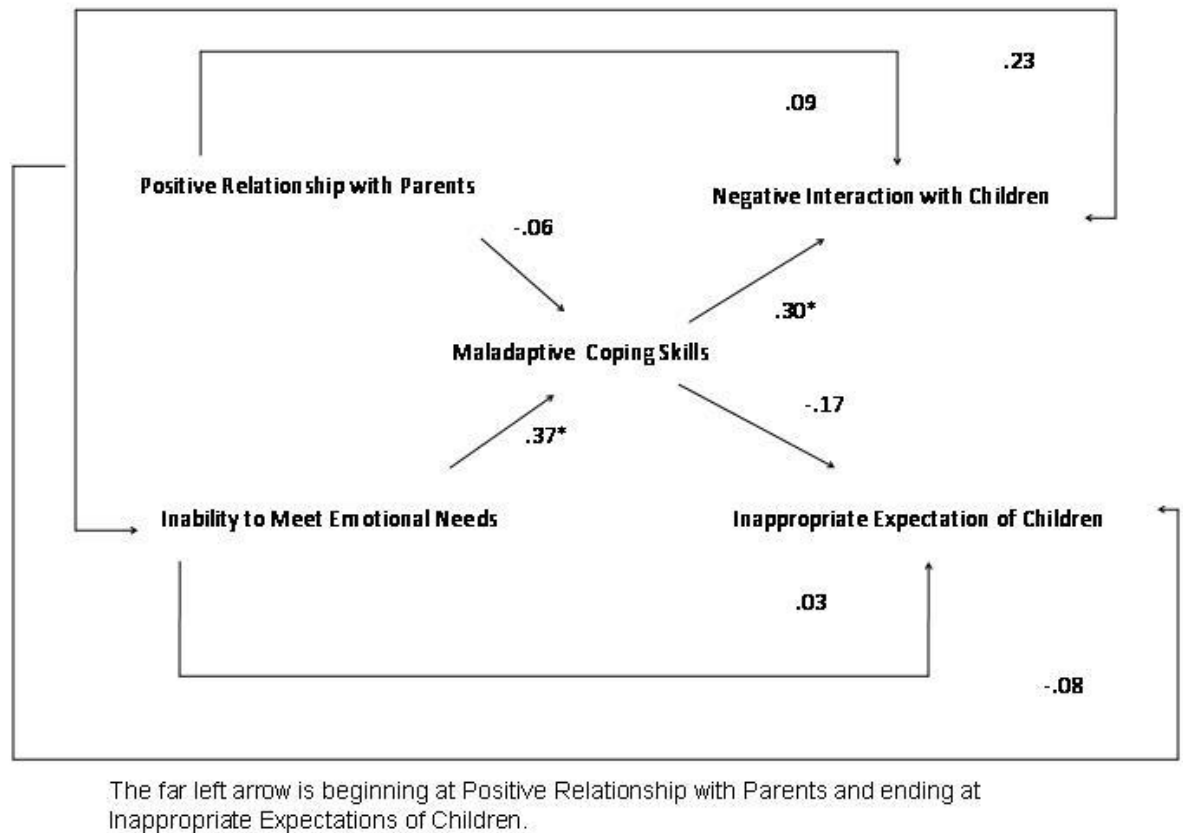 .23
.09
Positive Relationship with Parents
Negative Interaction with Children
-.06
.30*
Maladaptive Coping Skills
-.17
.37*
Inability to Meet Emotional Needs
Inappropriate Expectation of Children
.03
-.08
The far left arrow is beginning at Positive Relationship with Parents and ending at
Inappropriate Expectations of Children.